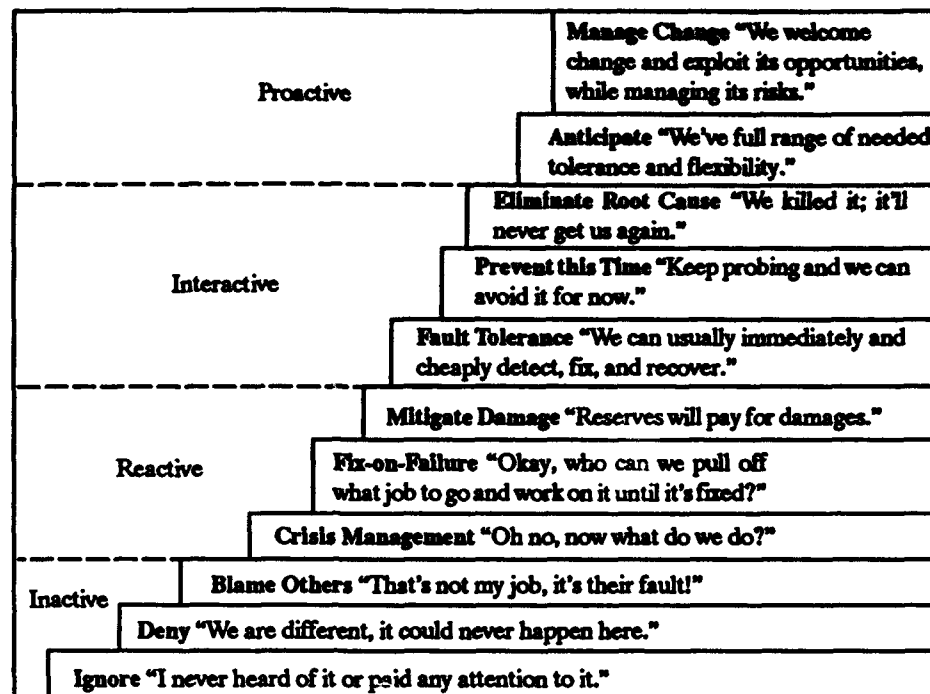 Manage Change “We welcome
change and exploit its opportunities,
while managing its risks.”
Proactive
Anticipate “We’ve full range of needed
tolerance and flexibility.”
Eliminate Root Cause “We killed it; it’ll
never get us again.”
Interactive
Prevent this Time “Keep probing and we can
avoid it for now.”
Fault Tolerance “We can usually immediately and
cheaply detect, fix, and recover.”
Mitigate Damage “Reserves will pay for damages.”
Reactive
Fix-on-Failure “Okay, who can we pull off
what job to go and work on it until it’s fixed?”
Crisis Management “Oh no, now what do we do?”
Inactive
Blame Others “That’s not my job, it’s their fault!”
Deny “We are different, it could never happen here.”
Ignore “I never heard of it or paid any attention to it.”